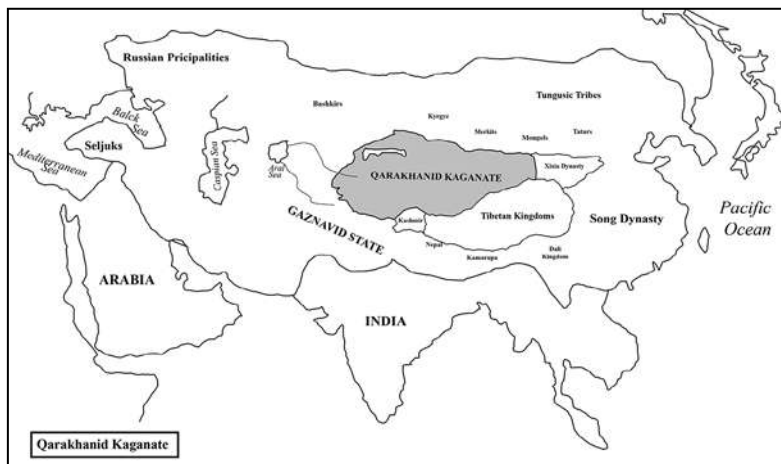 Russian Pricipalities
Bushkirs
Tungusic Tribes
Kyrgyz
Merkits
Mongols
Tatars
Balck
Sea
Seljuks
Mediterranean
Sea
Caspian Sea
Aral
Sea
QARAKHANID KAGANATE
Xixia Dynasty
Kashmir
Tibetan Kingdoms
Song Dynasty
Pacific
Ocean
GAZNAVID STATE
Nepal
Kamarupa
Dali
Kingdom
ARABIA
INDIA
Qarakhanid Kaganate